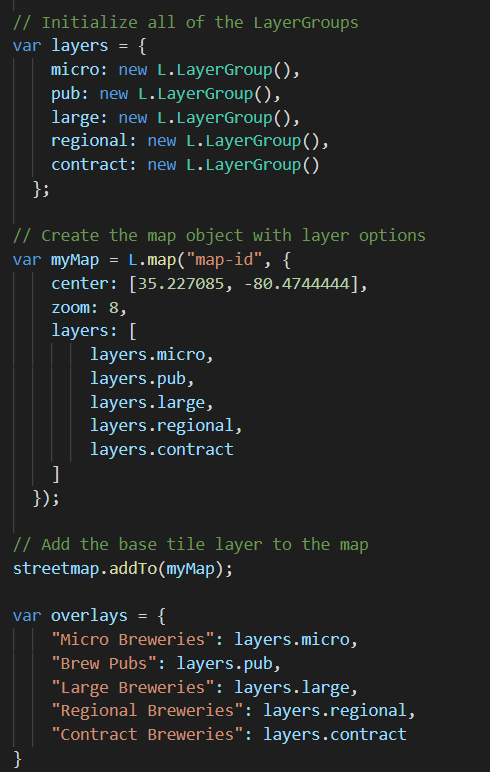 // Initialize all of the LayerGroups
var layers = {
    micro: new L.LayerGroup(),
    pub: new L.LayerGroup(),
    large: new L.LayerGroup(),
    regional: new L.LayerGroup(),
    contract: new L.LayerGroup()
  };

// Create the map object with layer options
var myMap = L.map("map-id", {
    center: [35.227085, -80.4744444],
    zoom: 8,
    layers: [
        layers.micro,
        layers.pub,
        layers.large,
        layers.regional,
        layers.contract
    ]
  });

// Add the base tile layer to the map
streetmap.addTo(myMap);

var overlays = {
    "Micro Breweries": layers.micro,
    "Brew Pubs": layers.pub,
    "Large Breweries": layers.large,
    "Regional Breweries": layers.regional,
    "Contract Breweries": layers.contract
}